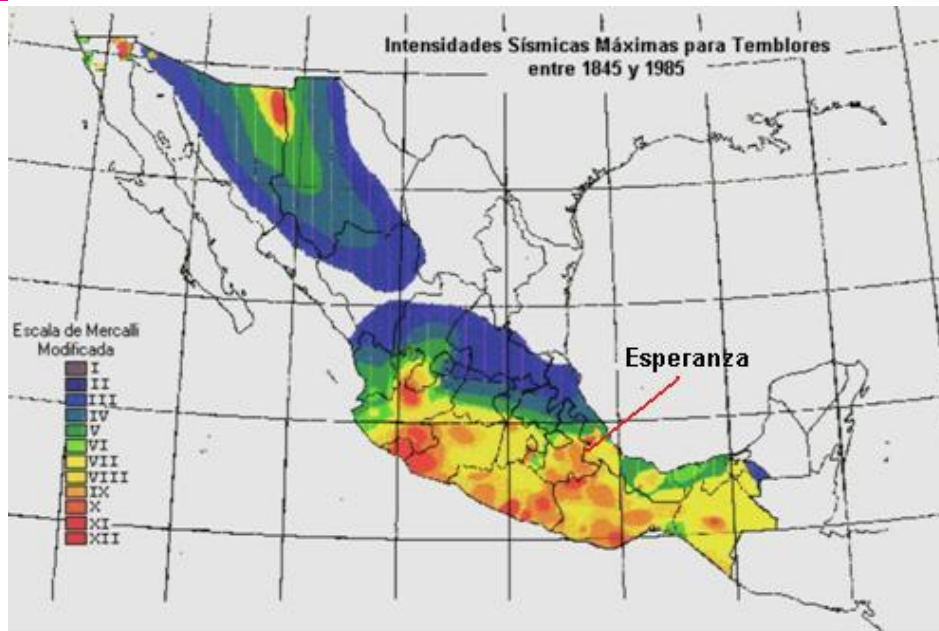 Intensidades Sísmicas Máximas para Temblores
entre 1845 y 1985
Esperanza
Escala de Mercalli
Modificada
I
II
III
IV
V
VI
VII
VIII
IX
X
XI
XII